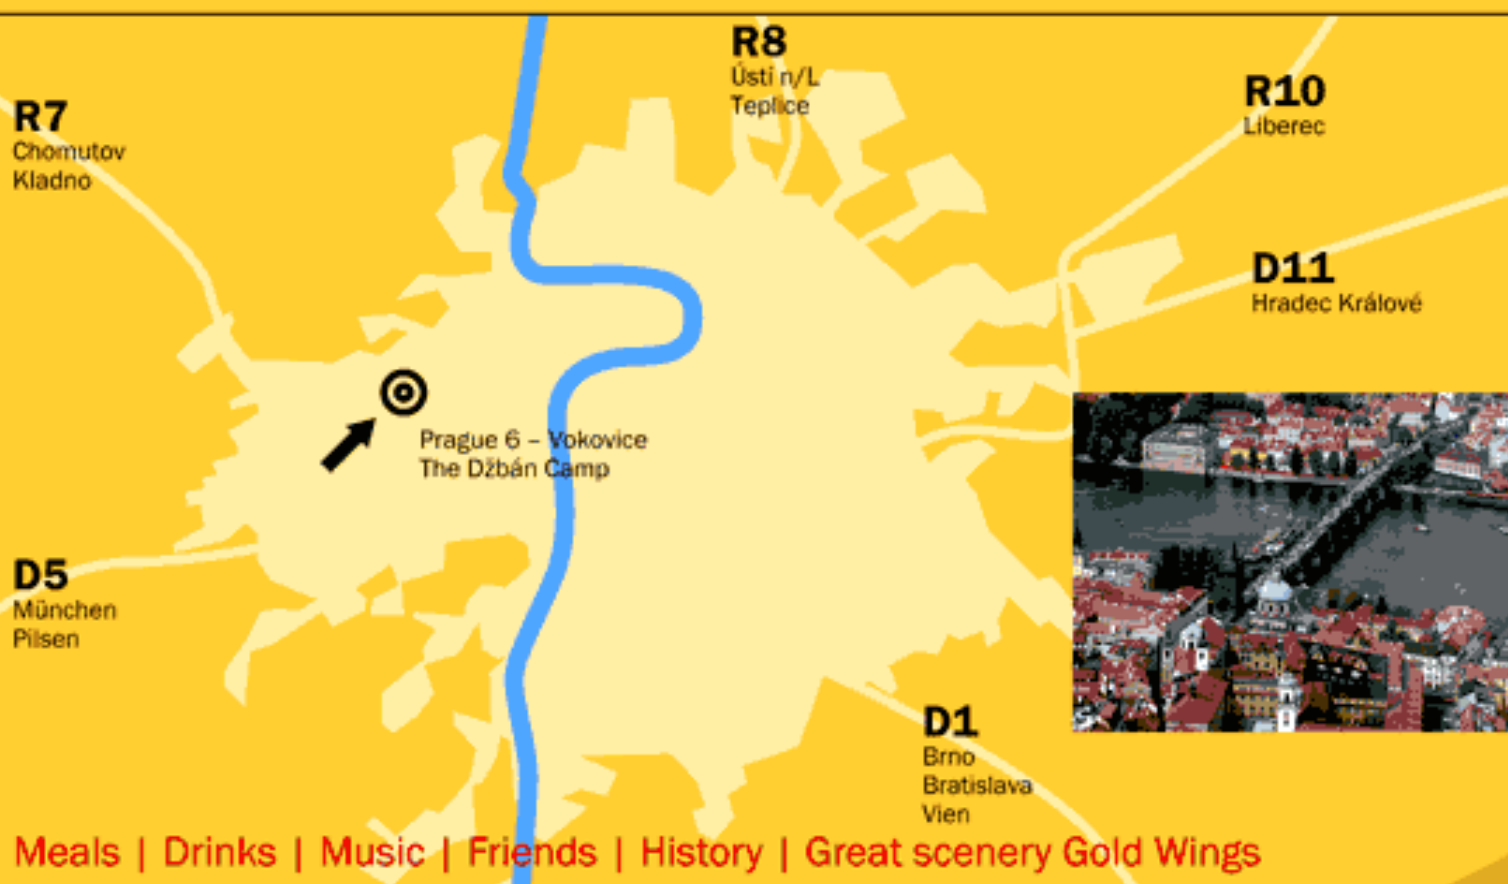 R8
Ústí n/L
Teplice
R10
Liberec
R7
Chomutov
Kladno
D11
Hradec Králové
Prague 6 – Vokovice
The Džbán Camp
D5
München
Pilsen
D1
Brno
Bratislava
Vien
Meals | Drinks | Music | Friends | History | Great scenery Gold Wings